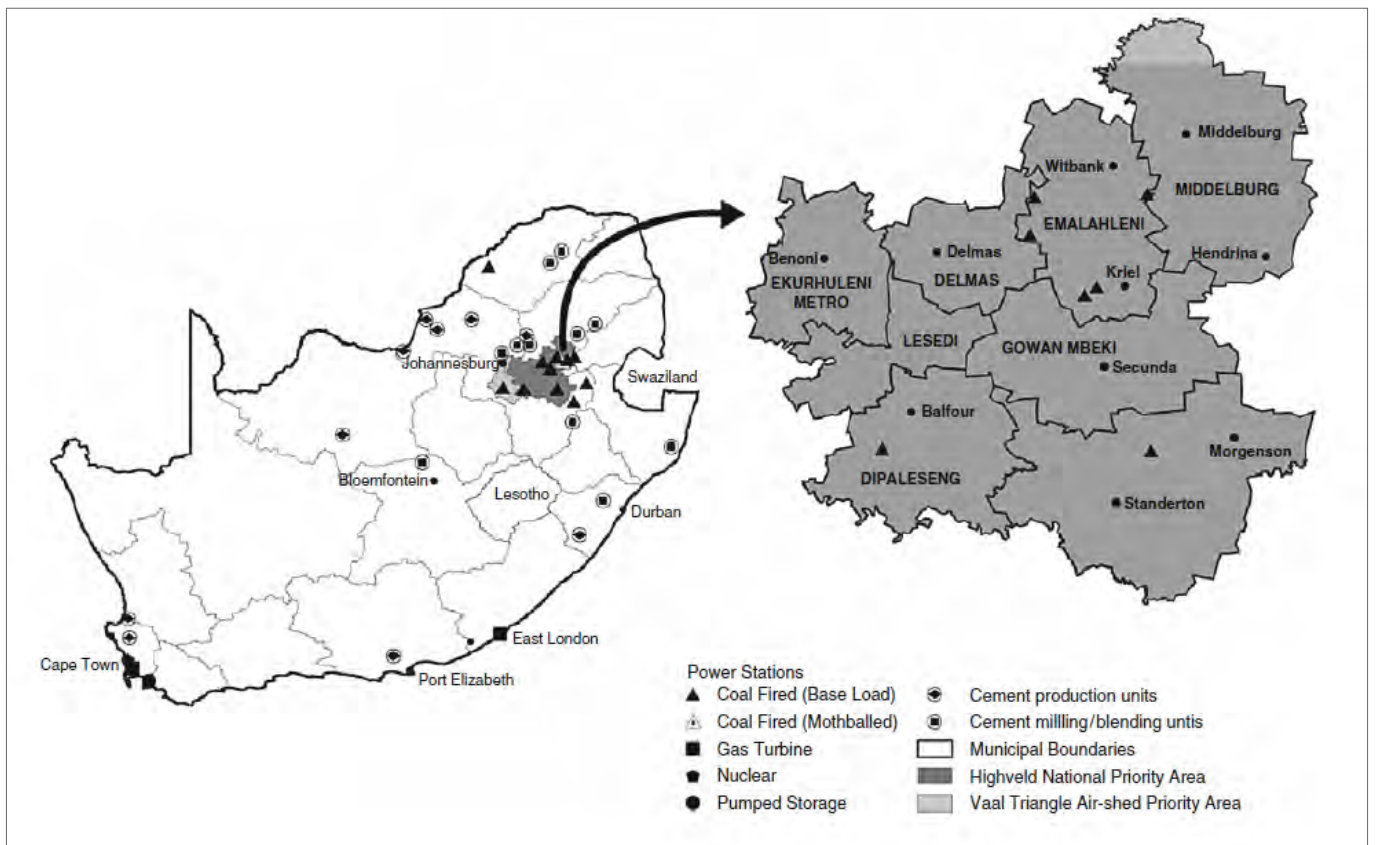 Johannesburg
Swaziland
Bloemfontein
Lesotho
Durban
East London
Cape Town
Port Elizabeth
Middelburg
Witbank
MIDDELBURG
EMALAHLENI
Benoni
Delmas
Hendrina
EKURHULENI
METRO
DELMAS
Kriel
LESEDI
GOWAN MBEKI
Secunda
Balfour
Morgenson
DIPALESENG
Standerton
Power Stations
Coal Fired (Base Load)
Coal Fired (Mothballed)
Gas Turbine
Nuclear
Pumped Storage
Cement production units
Cement millling/blending untis
Municipal Boundaries
Highveld National Priority Area
Vaal Triangle Air-shed Priority Area